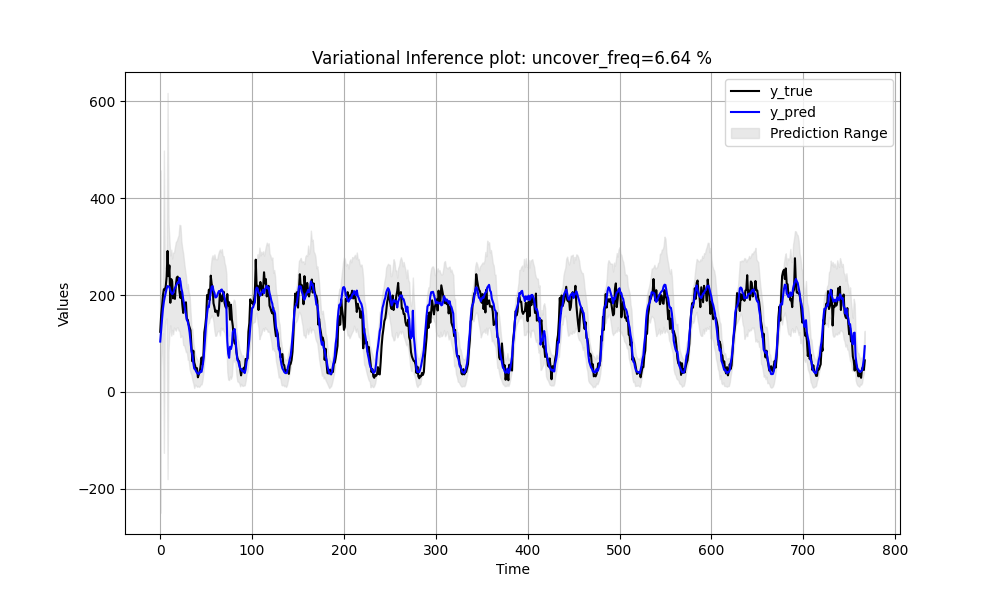 Variational Inference plot: uncover_freq=6.64 %
y_true
y_pred
Prediction Range
600
400
200
0
−200
Values
0 100 200 300 400 500 600 700 800
Time